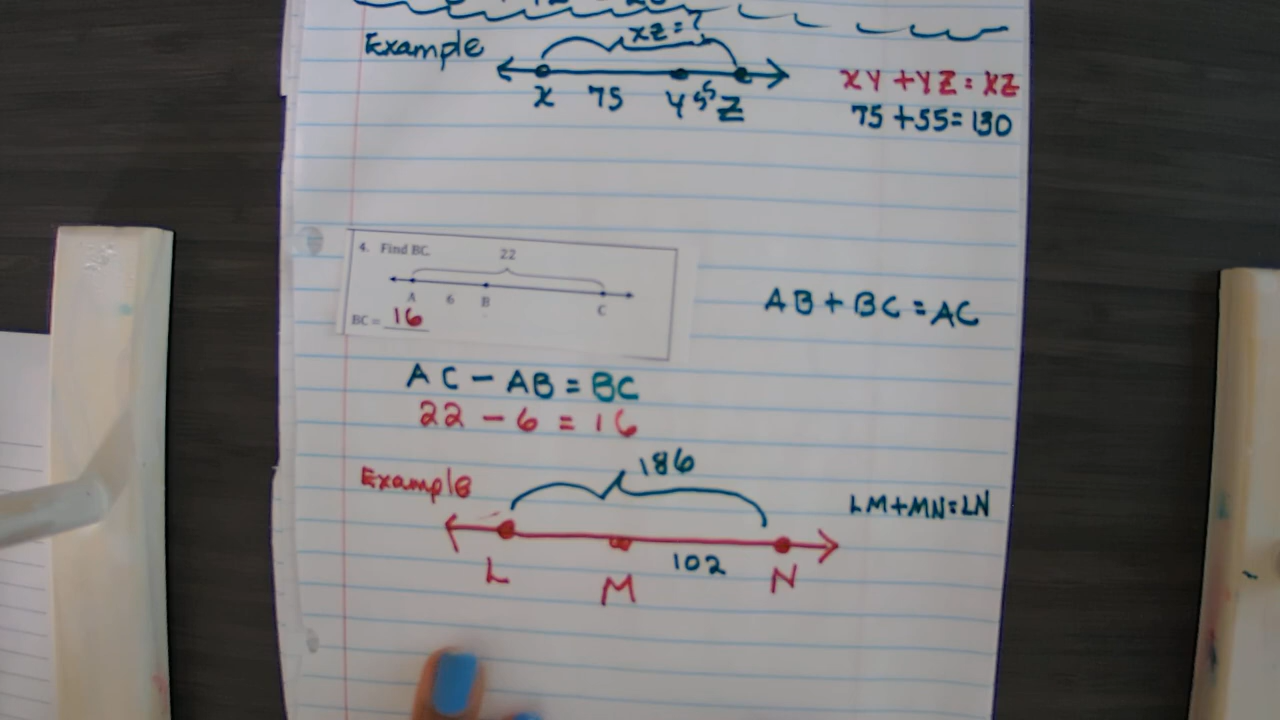 Example
XZ = ?
X 75 Y 55 Z
XY + YZ = XZ
75 + 55 = 130
4. Find BC.
22
A 6 B C
BC = 16
AB + BC = AC
AC - AB = BC
22 - 6 = 16
Example
186
LM+MN=LN
102
L M N